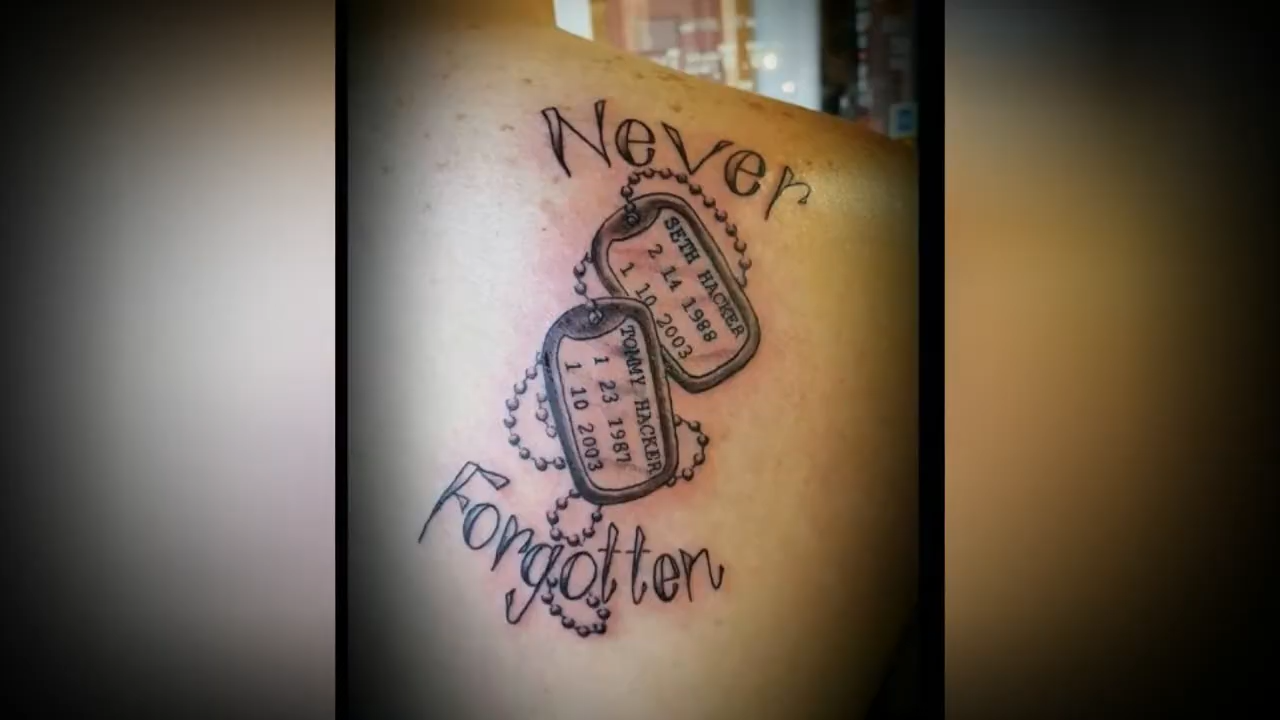 Never
SETH HACKER
2 14 1988
1 10 2003
TOMMY HACKER
1 23 1987
1 10 2003
Forgotten